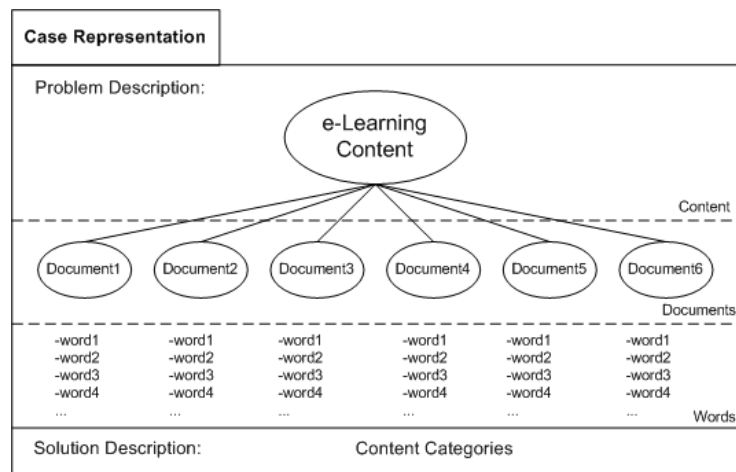 Case Representation
Problem Description:
e-Learning
Content
Content
Document1 Document2 Document3 Document4 Document5 Document6
Documents
-word1 -word1 -word1 -word1 -word1 -word1
-word2 -word2 -word2 -word2 -word2 -word2
-word3 -word3 -word3 -word3 -word3 -word3
-word4 -word4 -word4 -word4 -word4 -word4
... ... ... ... ... ...
Words
Solution Description: Content Categories